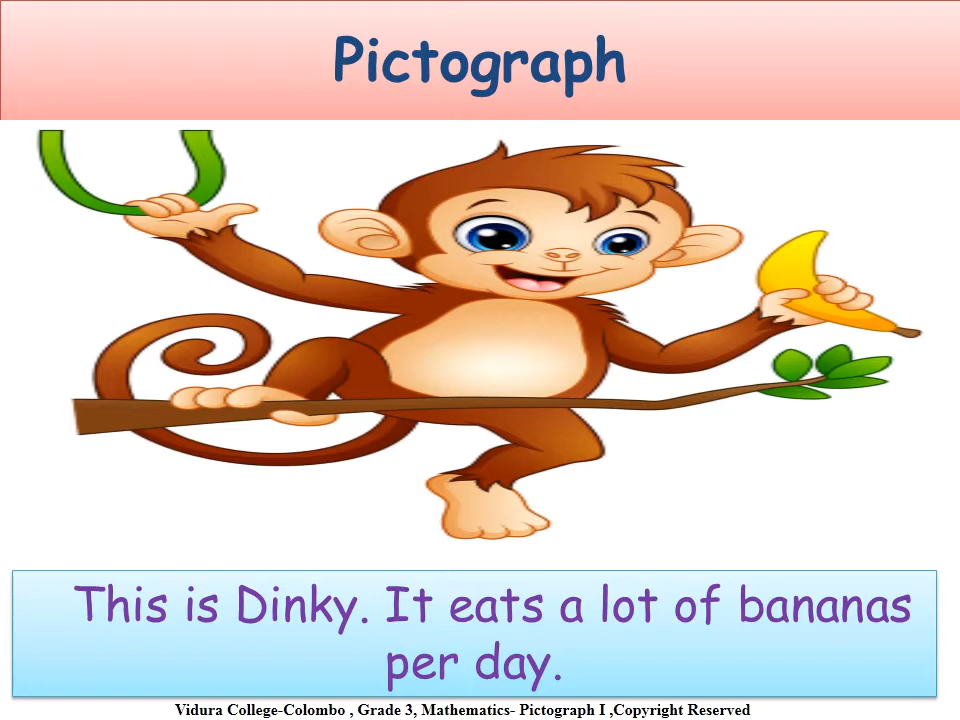 Pictograph
This is Dinky. It eats a lot of bananas
per day.
Vidura College-Colombo , Grade 3, Mathematics- Pictograph I ,Copyright Reserved